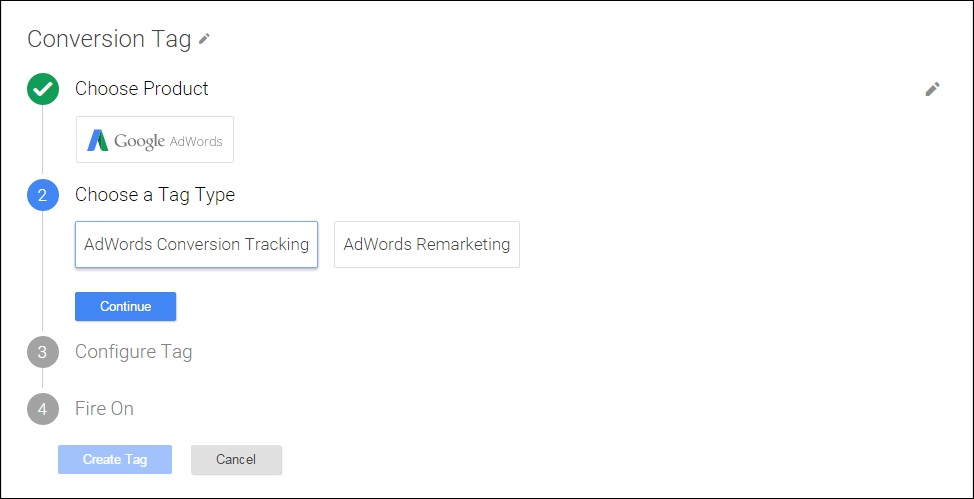 Conversion Tag
Choose Product
Google AdWords
2 Choose a Tag Type
AdWords Conversion Tracking AdWords Remarketing
Continue
3 Configure Tag
4 Fire On
Create Tag Cancel